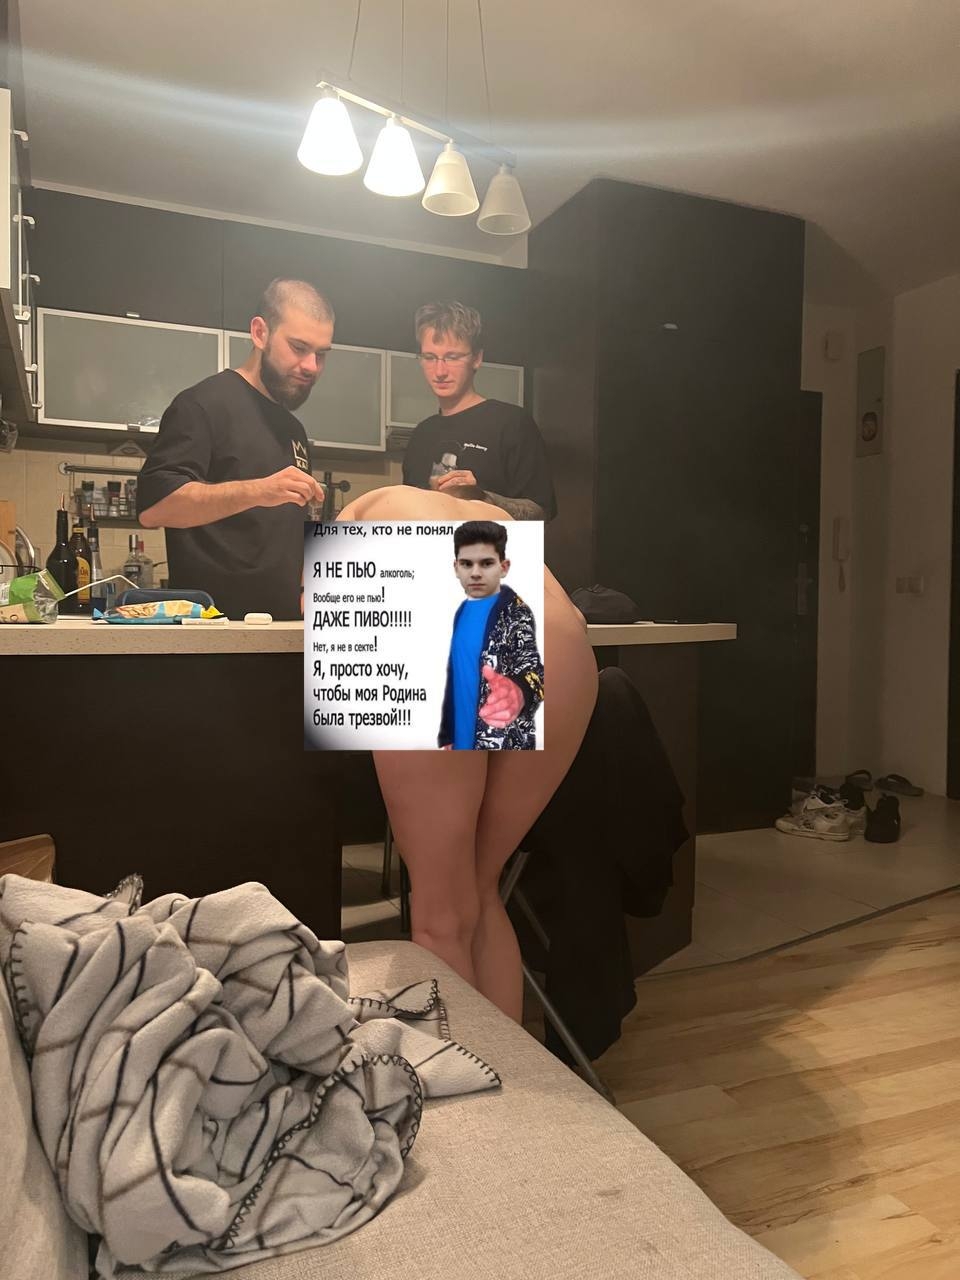 Для тех, кто не понял
Я НЕ ПЬЮ алкоголь;
Вообще его не пью!
ДАЖЕ ПИВО!!!!!
Нет, я не в секте!
Я, просто хочу,
чтобы моя Родина
была трезвой!!!